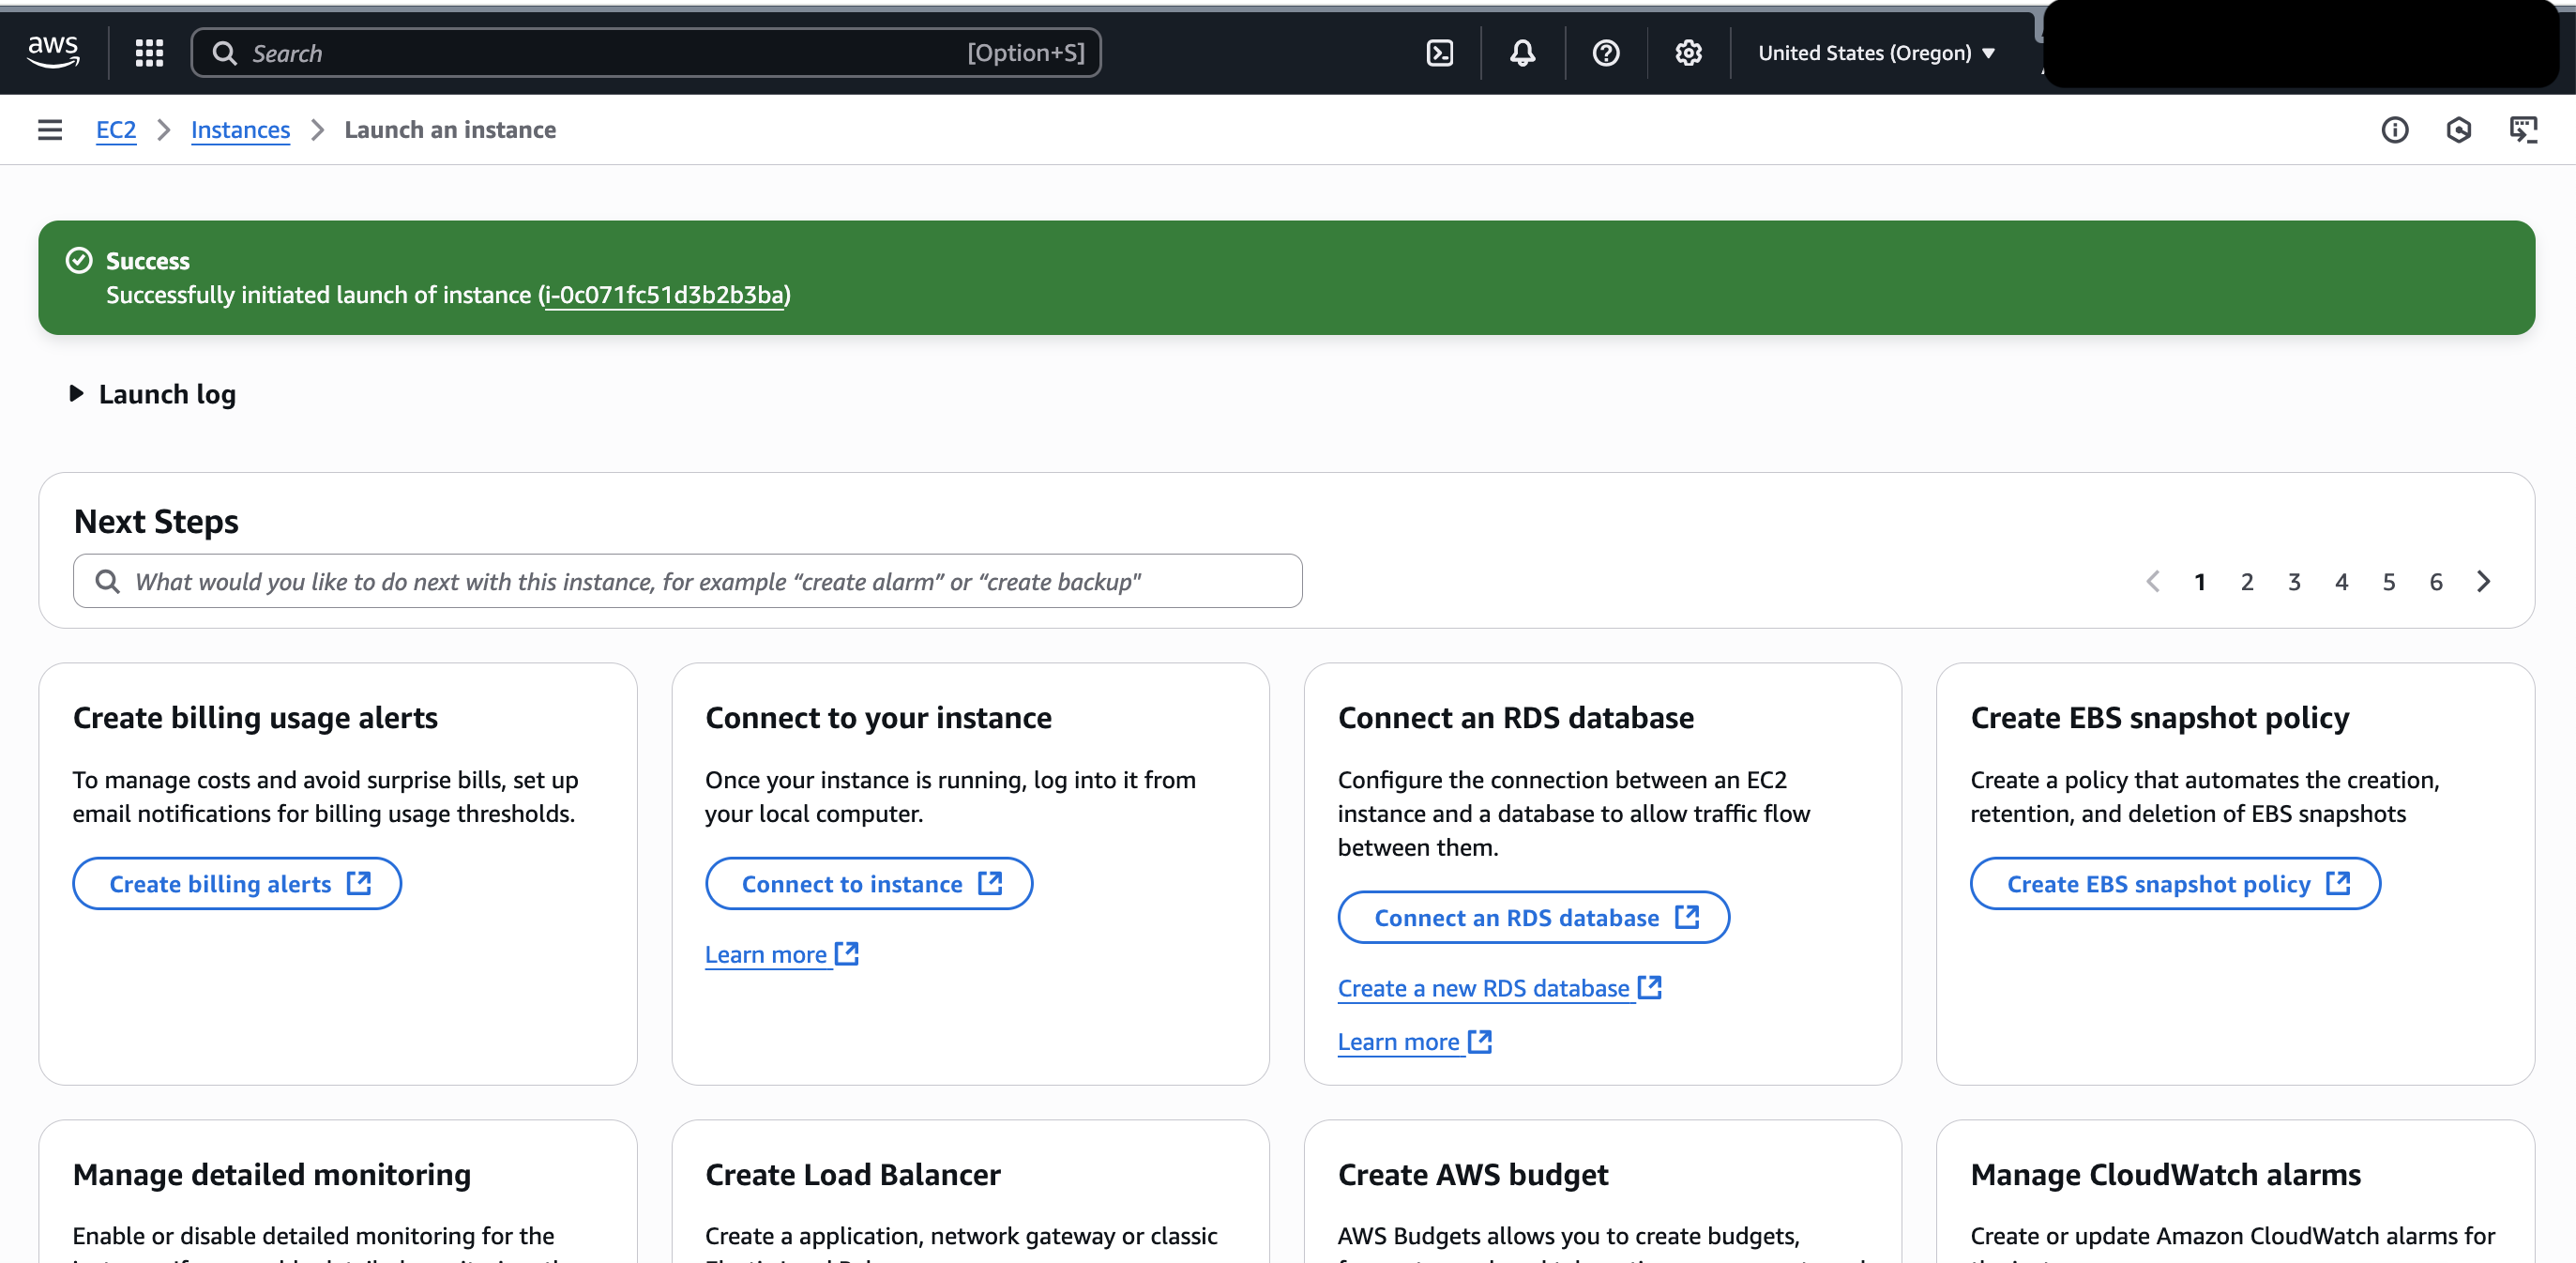 aws
Search [Option+S]
United States (Oregon)
EC2 Instances Launch an instance
Success
Successfully initiated launch of instance (i-0c071fc51d3b2b3ba)
Launch log
Next Steps
What would you like to do next with this instance, for example “create alarm” or “create backup"
1 2 3 4 5 6
Create billing usage alerts
To manage costs and avoid surprise bills, set up
email notifications for billing usage thresholds.
Create billing alerts
Connect to your instance
Once your instance is running, log into it from
your local computer.
Connect to instance
Learn more
Connect an RDS database
Configure the connection between an EC2
instance and a database to allow traffic flow
between them.
Connect an RDS database
Create a new RDS database
Learn more
Create EBS snapshot policy
Create a policy that automates the creation,
retention, and deletion of EBS snapshots
Create EBS snapshot policy
Manage detailed monitoring
Enable or disable detailed monitoring for the
Create Load Balancer
Create a application, network gateway or classic
Create AWS budget
AWS Budgets allows you to create budgets,
Manage CloudWatch alarms
Create or update Amazon CloudWatch alarms for